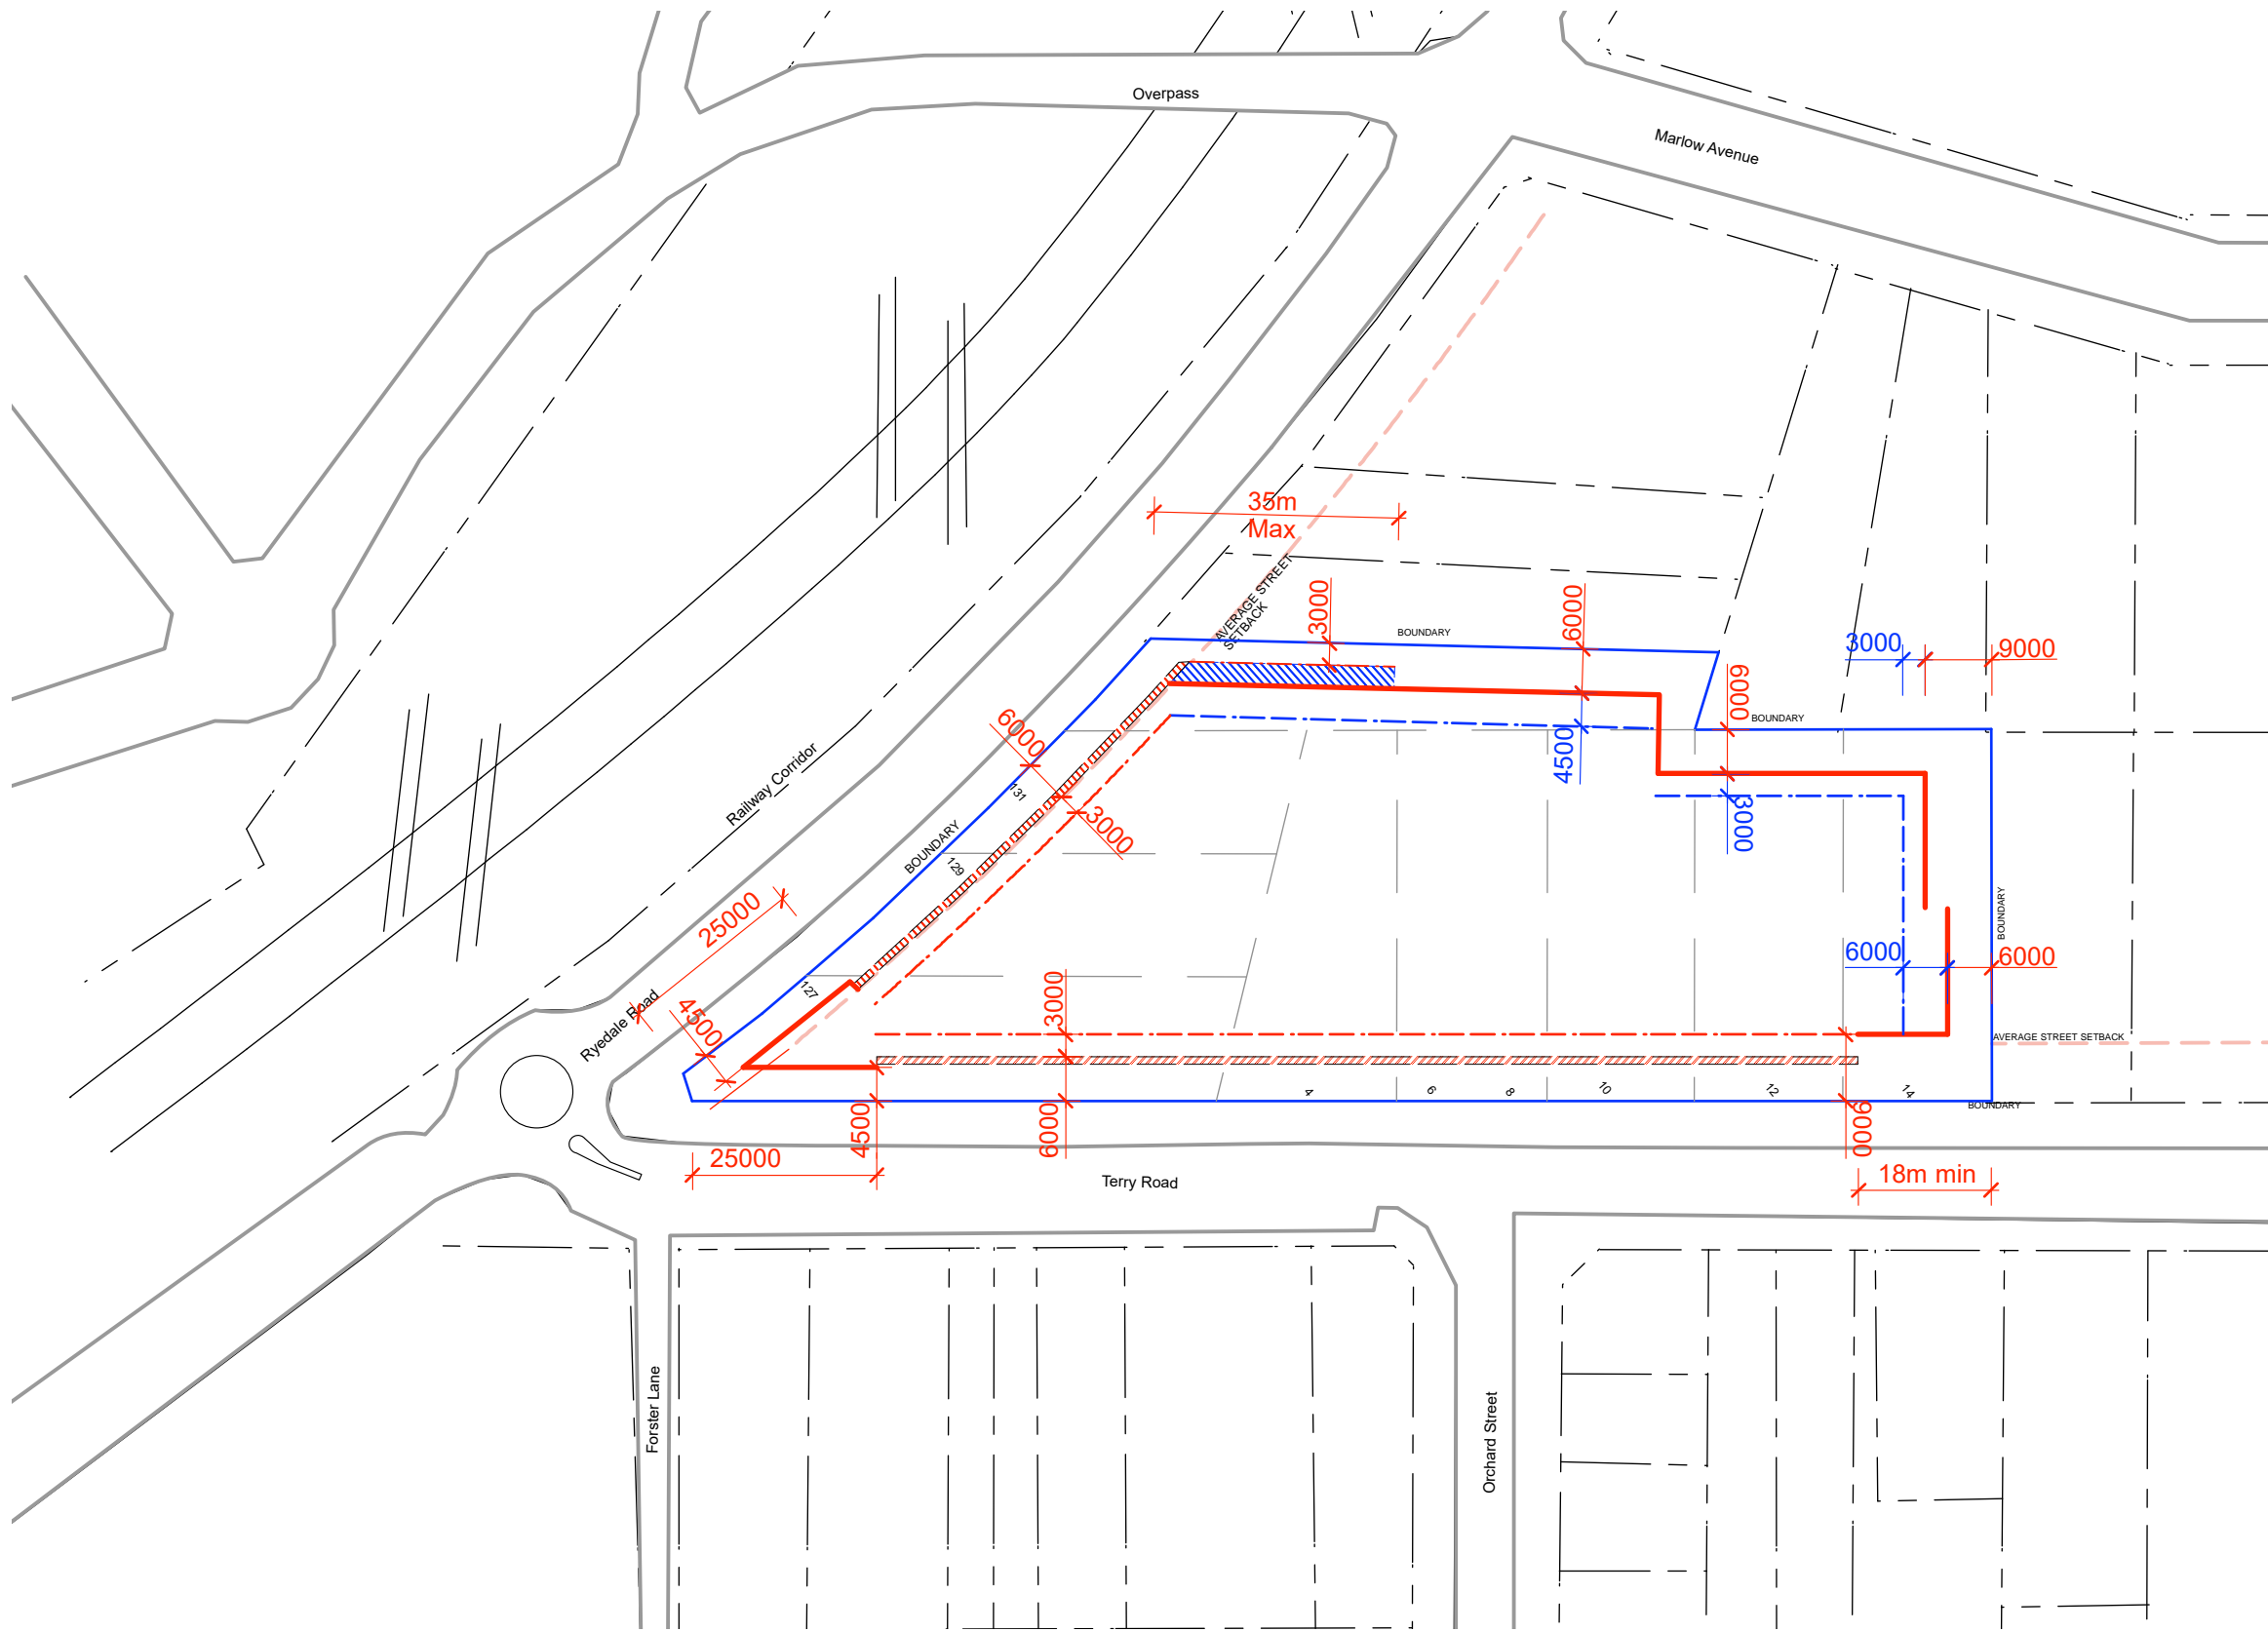 Overpass
Marlow Avenue
35m
Max
AVERAGE STREET
SETBACK
3000
6000
BOUNDARY
3000
9000
6000
BOUNDARY
6000
4500
3000
131
3000
Railway Corridor
BOUNDARY
129
25000
BOUNDARY
6000
6000
127
4500
Ryedale Road
3000
AVERAGE STREET SETBACK
4
6
8
10
12
14
BOUNDARY
4500
6000
9000
25000
18m min
Terry Road
Forster Lane
Orchard Street